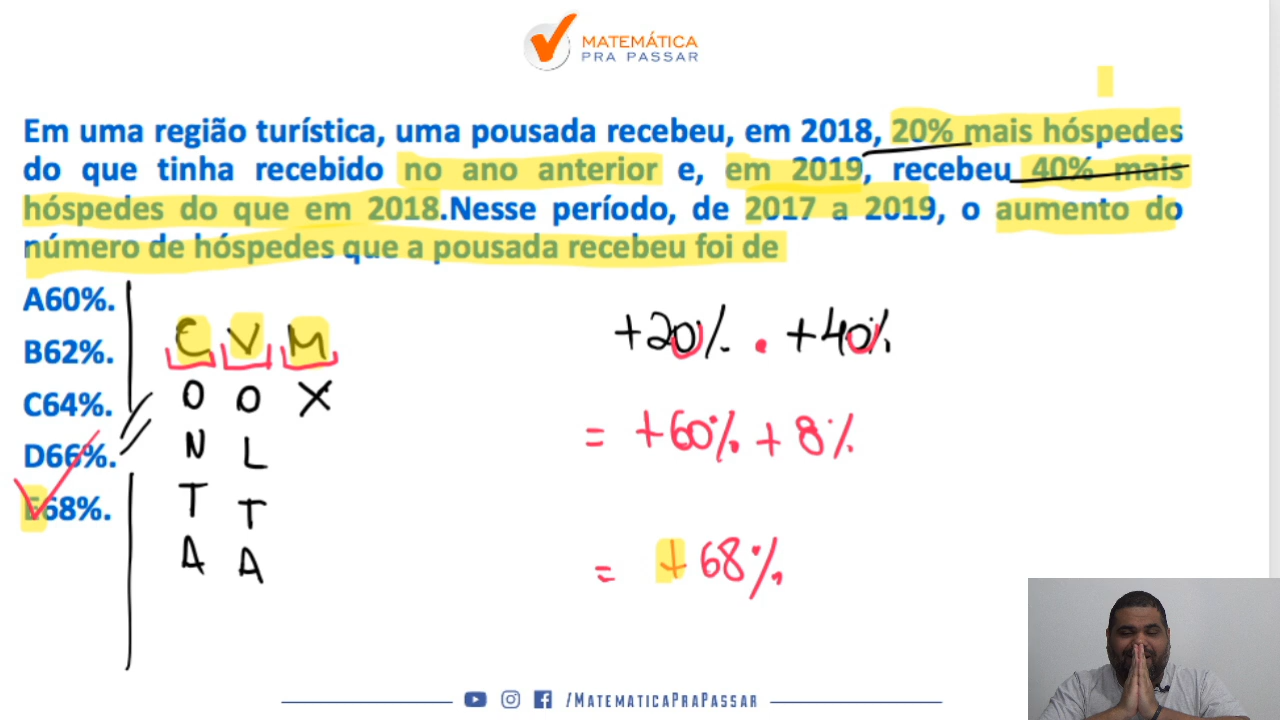 MATEMÁTICA
PRA PASSAR
Em uma região turística, uma pousada recebeu, em 2018, 20% mais hóspedes
do que tinha recebido no ano anterior e, em 2019, recebeu 40% mais
hóspedes do que em 2018.Nesse período, de 2017 a 2019, o aumento do
número de hóspedes que a pousada recebeu foi de
A60%.
B62%.
C64%.
D66%.
E68%.
C V M
O O X
N L
T T
A A
+20% . +40%
= +60% + 8%
= +68%
/MATEMATICAPRAPASSAR